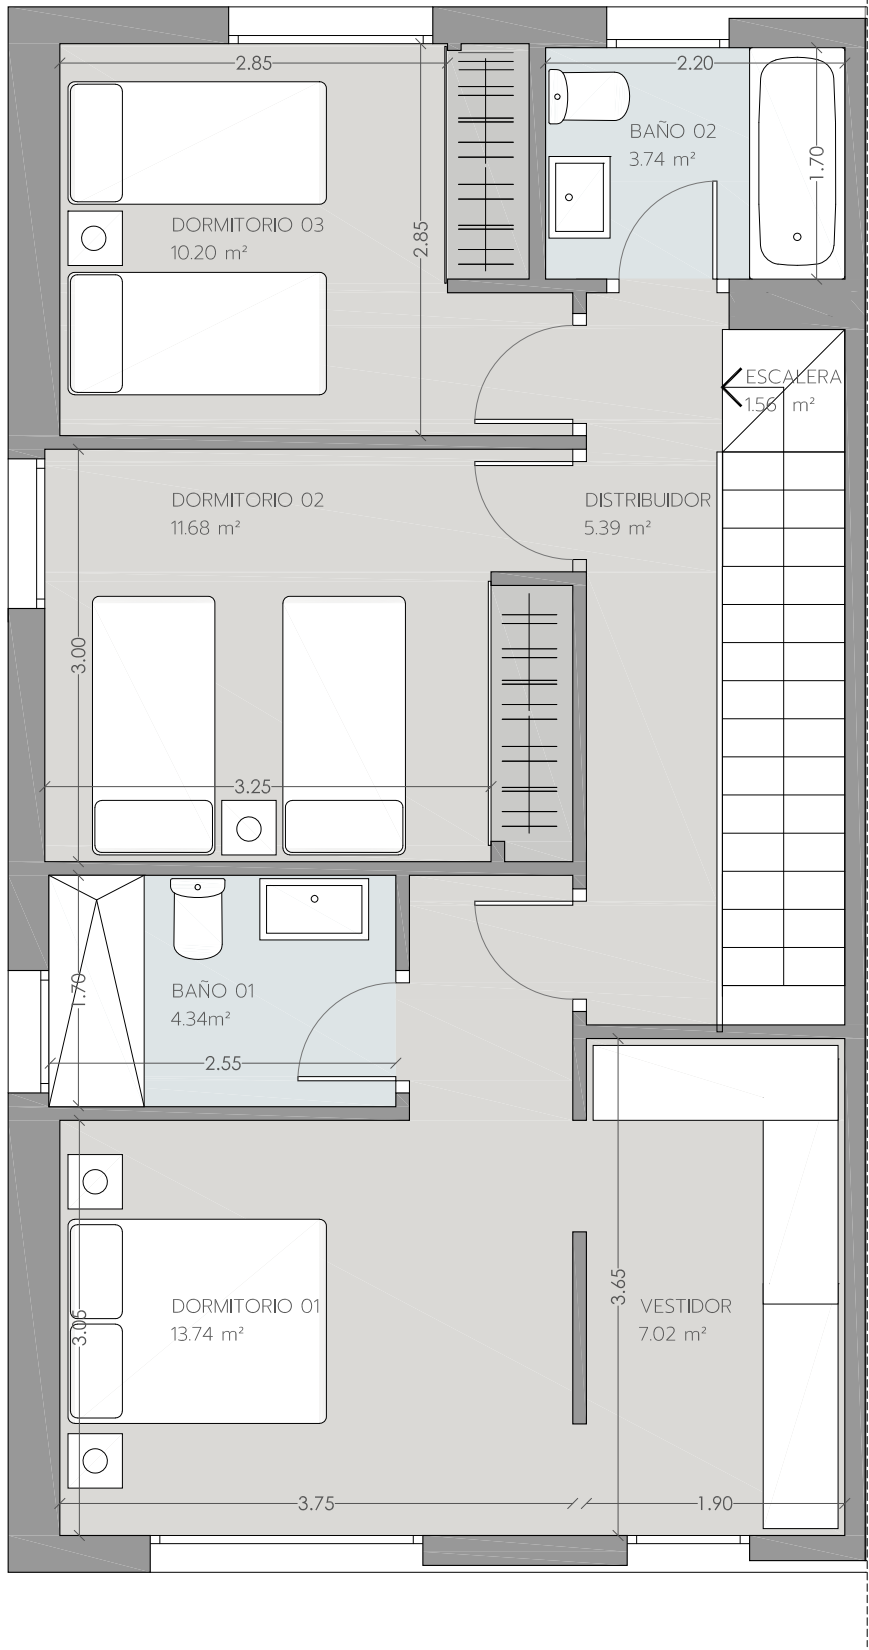 2.85
2.20
BAÑO 02
3.74 m²
1.70
DORMITORIO 03
10.20 m²
2.85
ESCALERA
1.56 m²
DORMITORIO 02
11.68 m²
DISTRIBUIDOR
5.39 m²
3.00
3.25
BAÑO 01
4.34m²
1.70
2.55
DORMITORIO 01
13.74 m²
3.05
3.65
VESTIDOR
7.02 m²
3.75
1.90